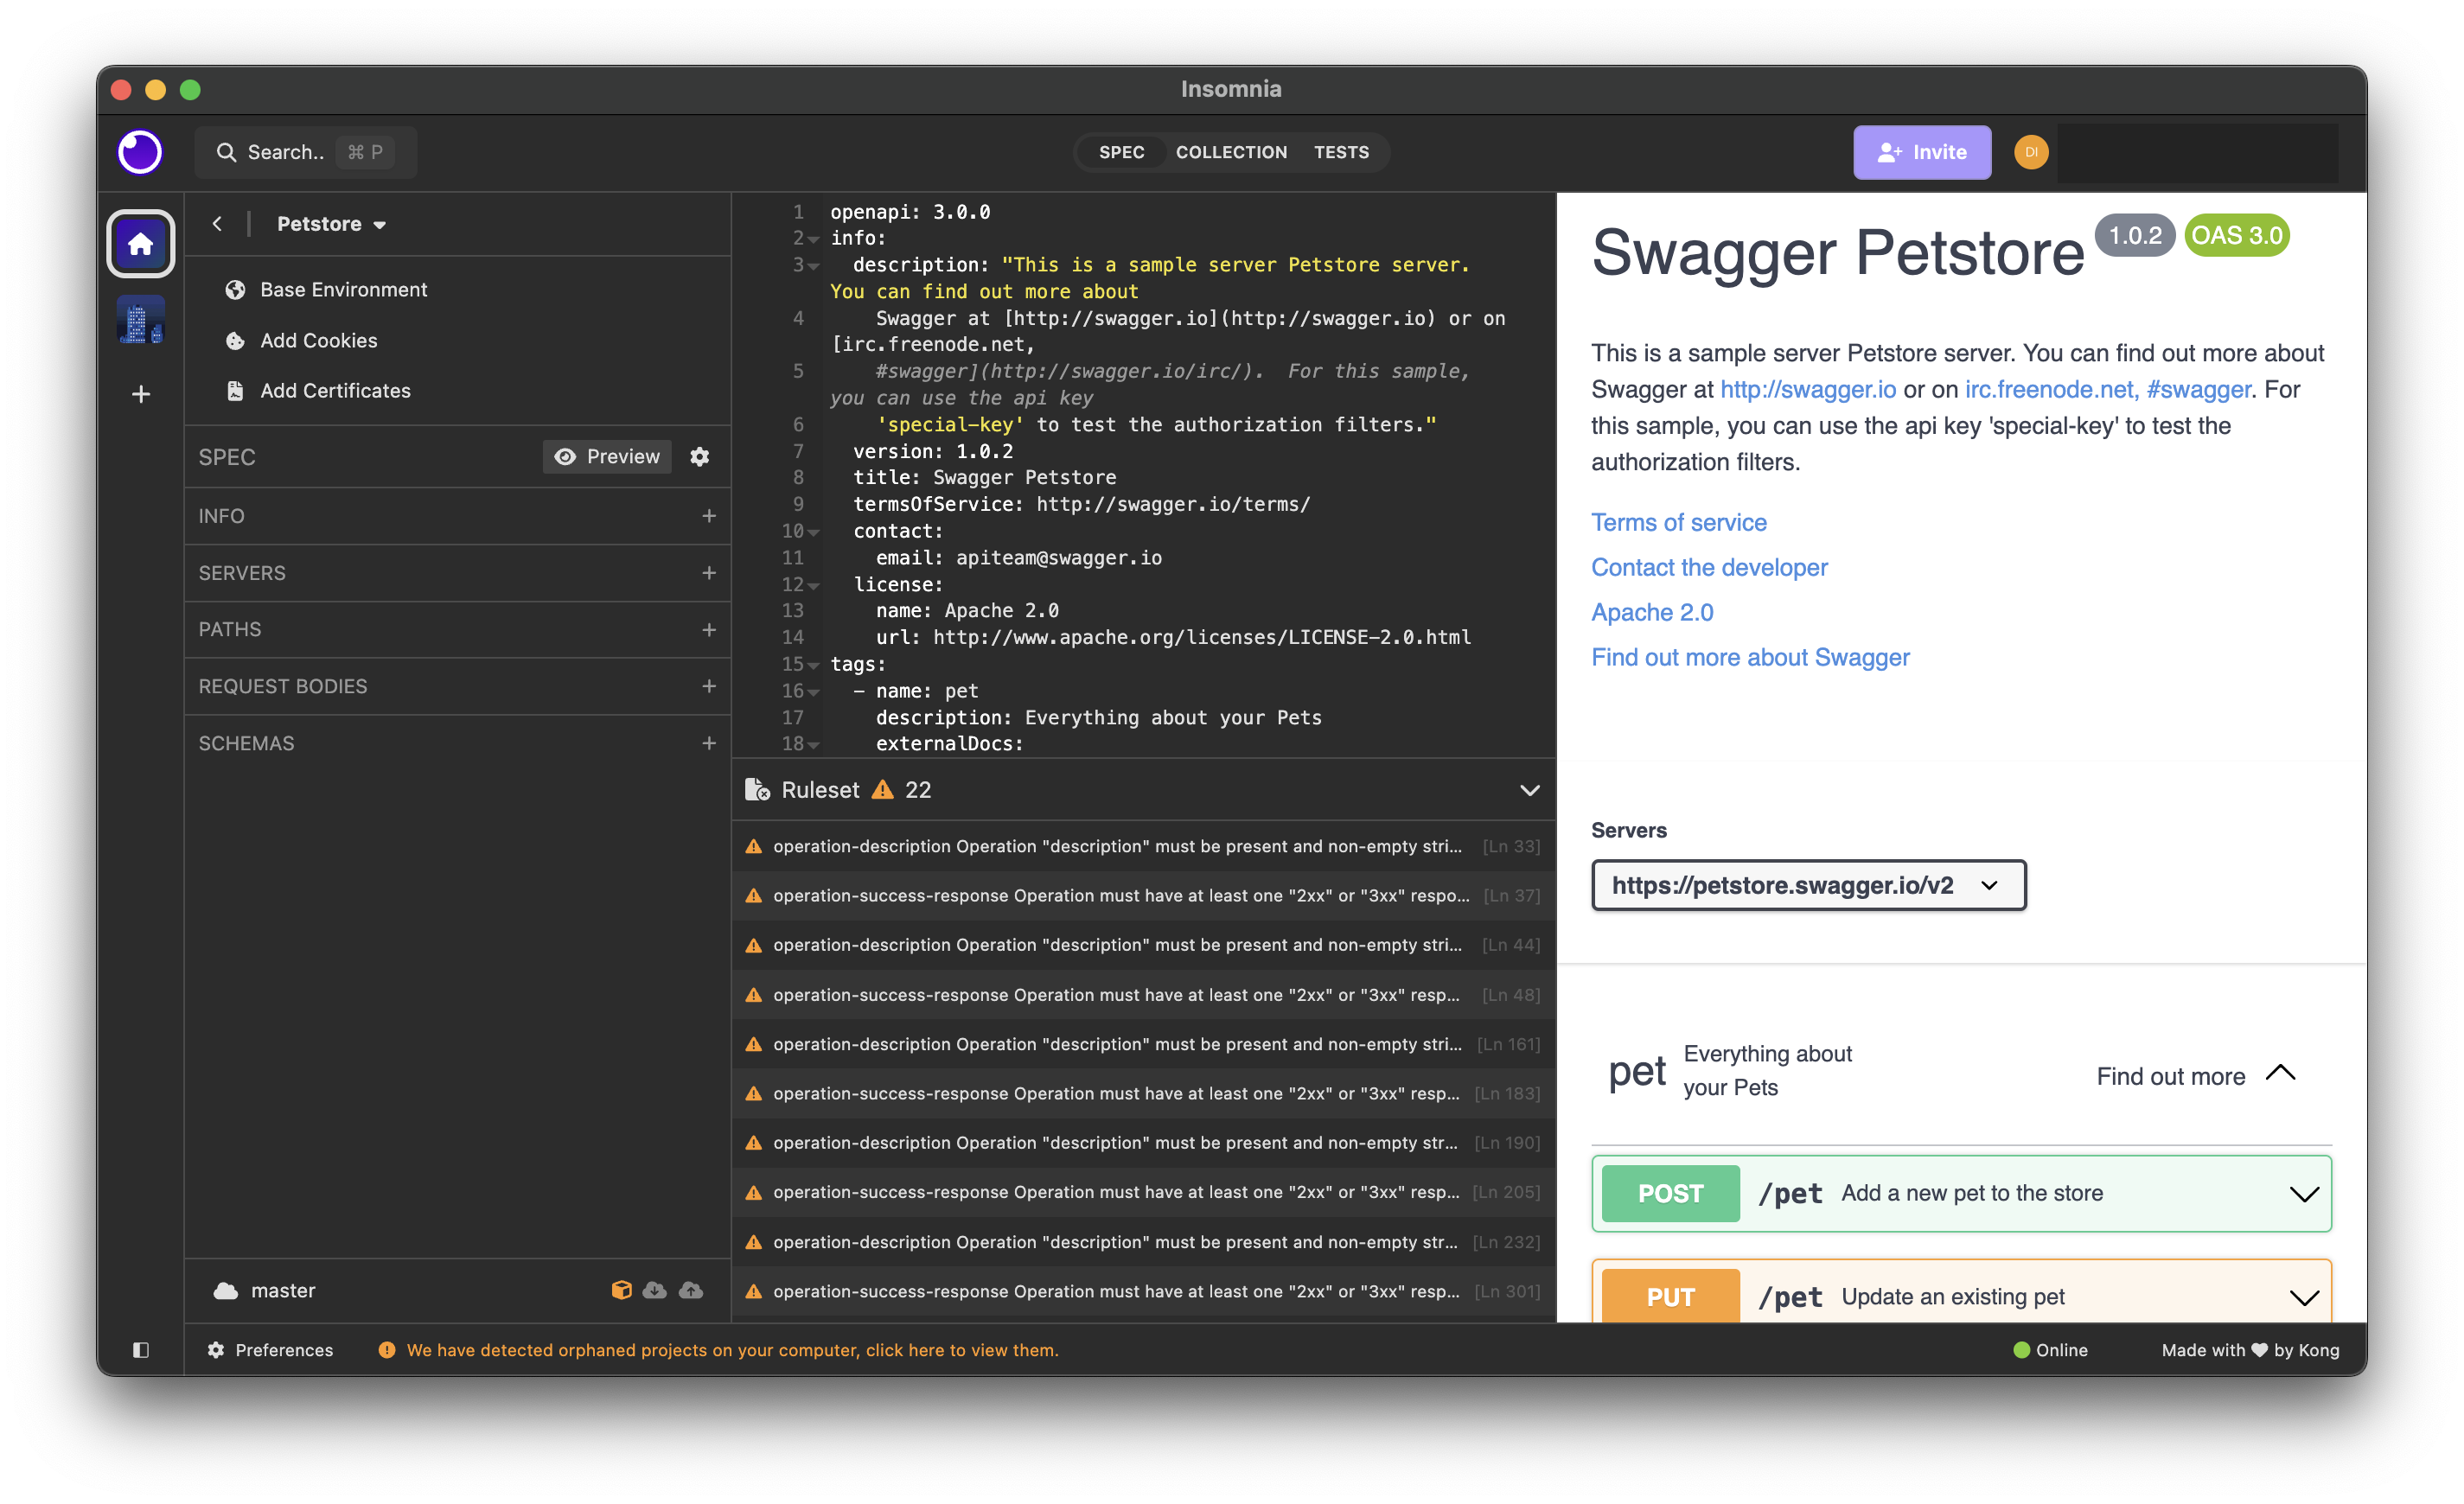 Insomnia
Search.. ⌘ P
SPEC COLLECTION TESTS
Invite
DI
Petstore
Base Environment
Add Cookies
Add Certificates
SPEC Preview
INFO +
SERVERS +
PATHS +
REQUEST BODIES +
SCHEMAS +
master
1 openapi: 3.0.0
2 info:
3 description: "This is a sample server Petstore server.
You can find out more about
4 Swagger at [http://swagger.io](http://swagger.io) or on
[irc.freenode.net,
5 #swagger](http://swagger.io/irc/).  For this sample,
you can use the api key
6 'special-key' to test the authorization filters."
7 version: 1.0.2
8 title: Swagger Petstore
9 termsOfService: http://swagger.io/terms/
10 contact:
11 email: apiteam@swagger.io
12 license:
13 name: Apache 2.0
14 url: http://www.apache.org/licenses/LICENSE-2.0.html
15 tags:
16 - name: pet
17 description: Everything about your Pets
18 externalDocs:
Ruleset 22
operation-description Operation "description" must be present and non-empty stri... [Ln 33]
operation-success-response Operation must have at least one "2xx" or "3xx" respo... [Ln 37]
operation-description Operation "description" must be present and non-empty stri... [Ln 44]
operation-success-response Operation must have at least one "2xx" or "3xx" resp... [Ln 48]
operation-description Operation "description" must be present and non-empty stri... [Ln 161]
operation-success-response Operation must have at least one "2xx" or "3xx" resp... [Ln 183]
operation-description Operation "description" must be present and non-empty str... [Ln 190]
operation-success-response Operation must have at least one "2xx" or "3xx" resp... [Ln 205]
operation-description Operation "description" must be present and non-empty str... [Ln 232]
operation-success-response Operation must have at least one "2xx" or "3xx" resp... [Ln 301]
Swagger Petstore 1.0.2 OAS 3.0
This is a sample server Petstore server. You can find out more about
Swagger at http://swagger.io or on irc.freenode.net, #swagger. For
this sample, you can use the api key 'special-key' to test the
authorization filters.
Terms of service
Contact the developer
Apache 2.0
Find out more about Swagger
Servers
https://petstore.swagger.io/v2
pet Everything about
your Pets
Find out more
POST /pet Add a new pet to the store
PUT /pet Update an existing pet
Preferences
We have detected orphaned projects on your computer, click here to view them.
Online
Made with ♥ by Kong